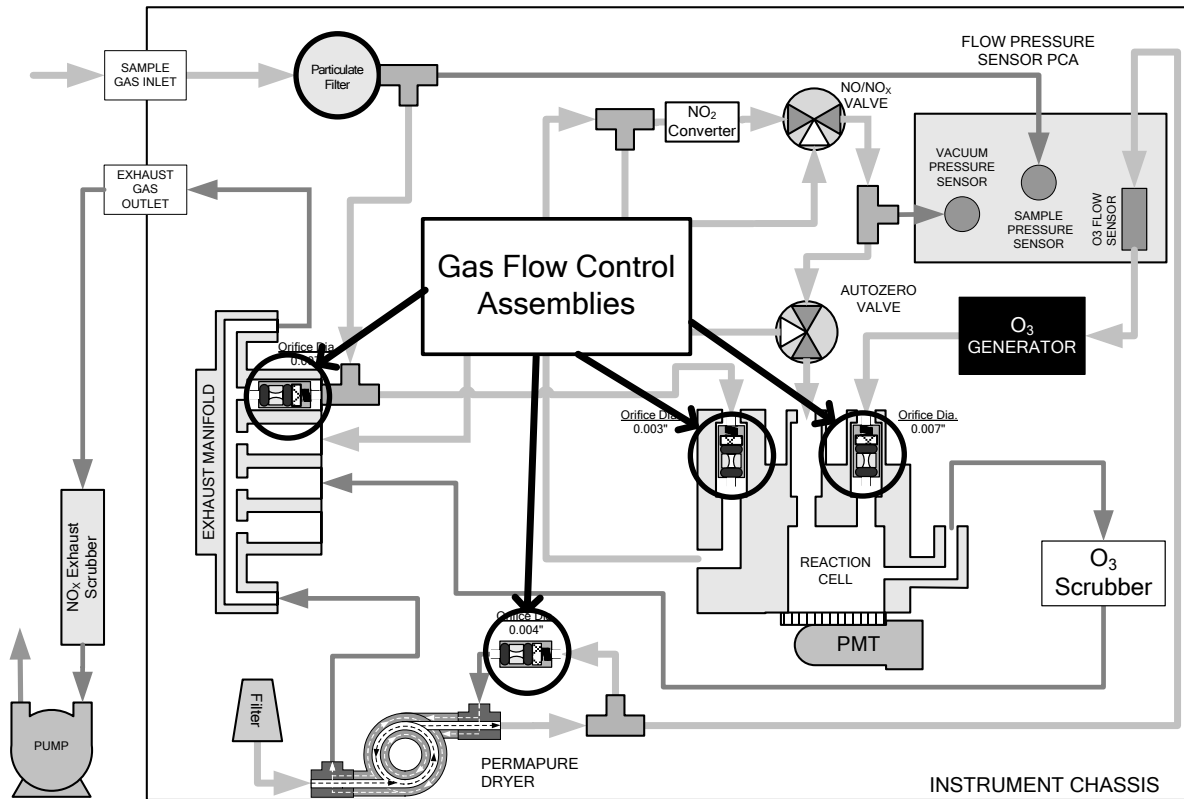 FLOW PRESSURE
SENSOR PCA
SAMPLE
GAS INLET
Particulate
Filter
NO/NOX
VALVE
NO2
Converter
VACUUM
PRESSURE
SENSOR
SAMPLE
PRESSURE
SENSOR
O3 FLOW
SENSOR
EXHAUST
GAS
OUTLET
Gas Flow Control
Assemblies
AUTOZERO
VALVE
O3
GENERATOR
Orifice Dia.
EXHAUST MANIFOLD
Orifice Dia.
0.003"
Orifice Dia.
0.007"
NOX Exhaust
Scrubber
REACTION
CELL
O3
Scrubber
Orifice Dia.
0.004"
PMT
Filter
PUMP
PERMAPURE
DRYER
INSTRUMENT CHASSIS